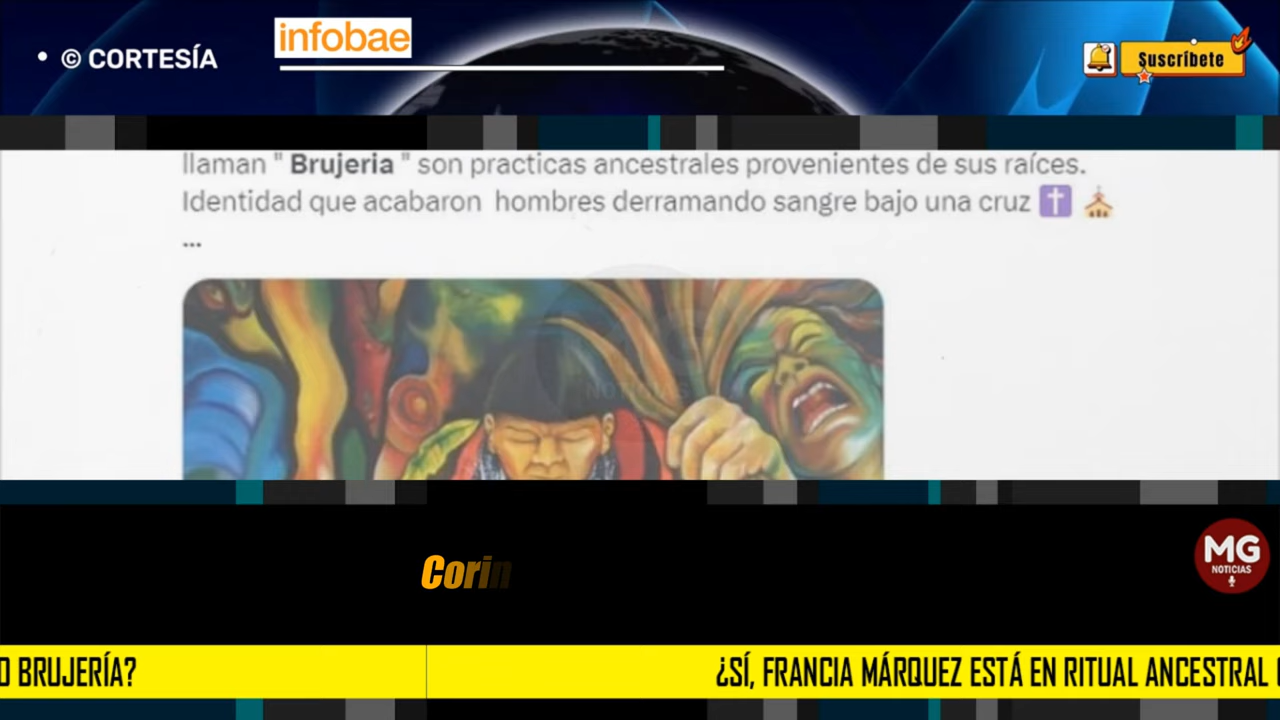 • © CORTESÍA
infobae
Suscríbete
llaman " Brujeria " son practicas ancestrales provenientes de sus raíces.
Identidad que acabaron hombres derramando sangre bajo una cruz
...
NOTICIAS
Corin
MG
NOTICIAS
O BRUJERÍA?
¿SÍ, FRANCIA MÁRQUEZ ESTÁ EN RITUAL ANCESTRAL